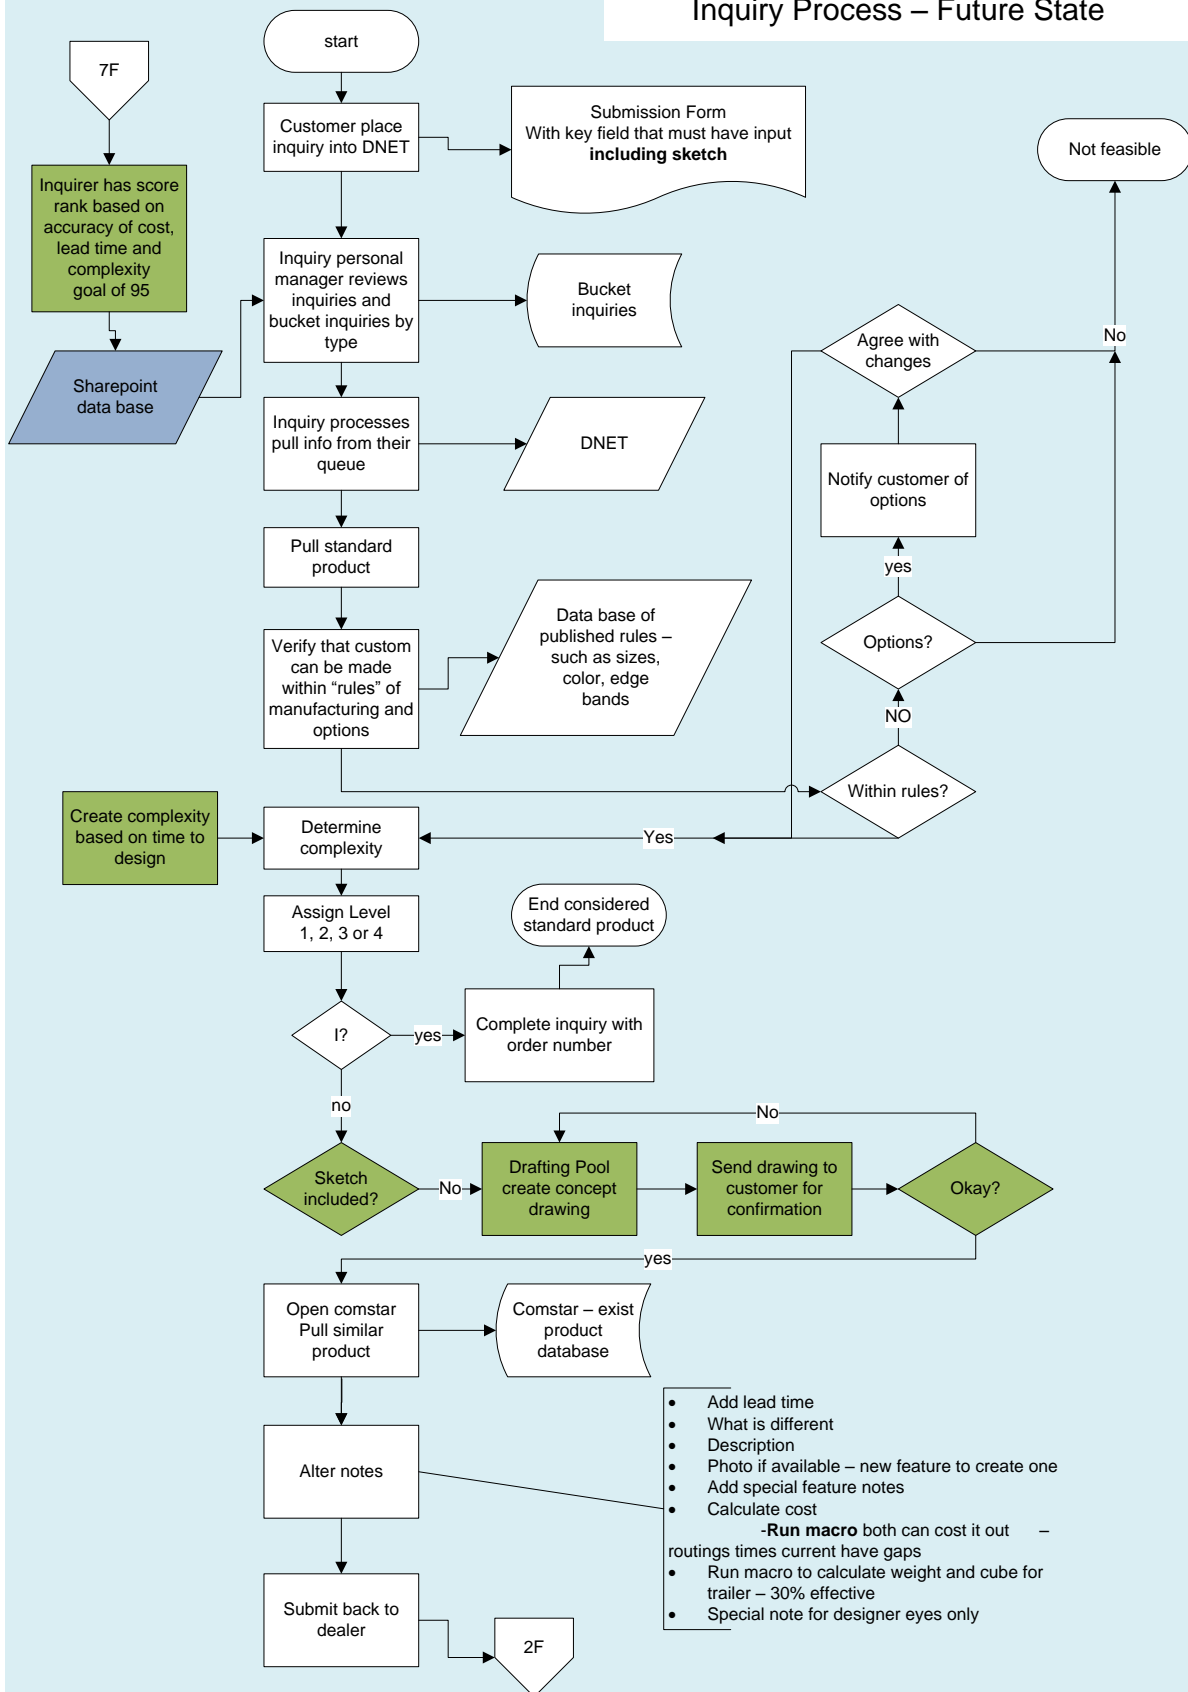 Inquiry Process – Future State
start
7F
Customer place
inquiry into DNET
Submission Form
With key field that must have input
including sketch
Not feasible
Inquirer has score
rank based on
accuracy of cost,
lead time and
complexity
goal of 95
Inquiry personal
manager reviews
inquiries and
bucket inquiries by
type
Bucket
inquiries
Agree with
changes
No
Sharepoint
data base
Inquiry processes
pull info from their
queue
DNET
Notify customer of
options
yes
Pull standard
product
Options?
Data base of
published rules –
such as sizes,
color, edge
bands
Verify that custom
can be made
within “rules” of
manufacturing and
options
NO
Within rules?
Create complexity
based on time to
design
Determine
complexity
Yes
Assign Level
1, 2, 3 or 4
End considered
standard product
I?
yes
Complete inquiry with
order number
no
No
Sketch
included?
No
Drafting Pool
create concept
drawing
Send drawing to
customer for
confirmation
Okay?
yes
Open comstar
Pull similar
product
Comstar – exist
product
database
Alter notes
• Add lead time
• What is different
• Description
• Photo if available – new feature to create one
• Add special feature notes
• Calculate cost
-Run macro both can cost it out –
routings times current have gaps
• Run macro to calculate weight and cube for
trailer – 30% effective
• Special note for designer eyes only
Submit back to
dealer
2F